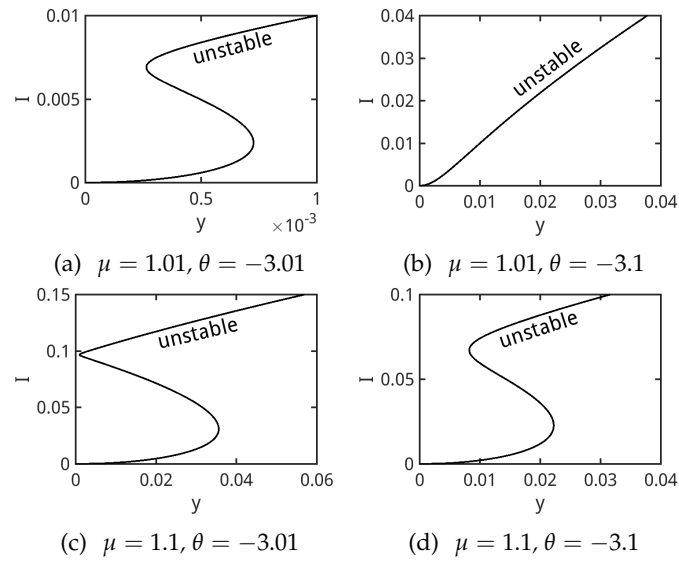 0.01
0.005
0
I
unstable
0 0.5 1
y
×10⁻³
(a) μ = 1.01, θ = −3.01
0.04
0.03
0.02
0.01
0
I
unstable
0 0.01 0.02 0.03 0.04
y
(b) μ = 1.01, θ = −3.1
0.15
0.1
0.05
0
I
unstable
0 0.02 0.04 0.06
y
(c) μ = 1.1, θ = −3.01
0.1
0.05
0
I
unstable
0 0.01 0.02 0.03 0.04
y
(d) μ = 1.1, θ = −3.1